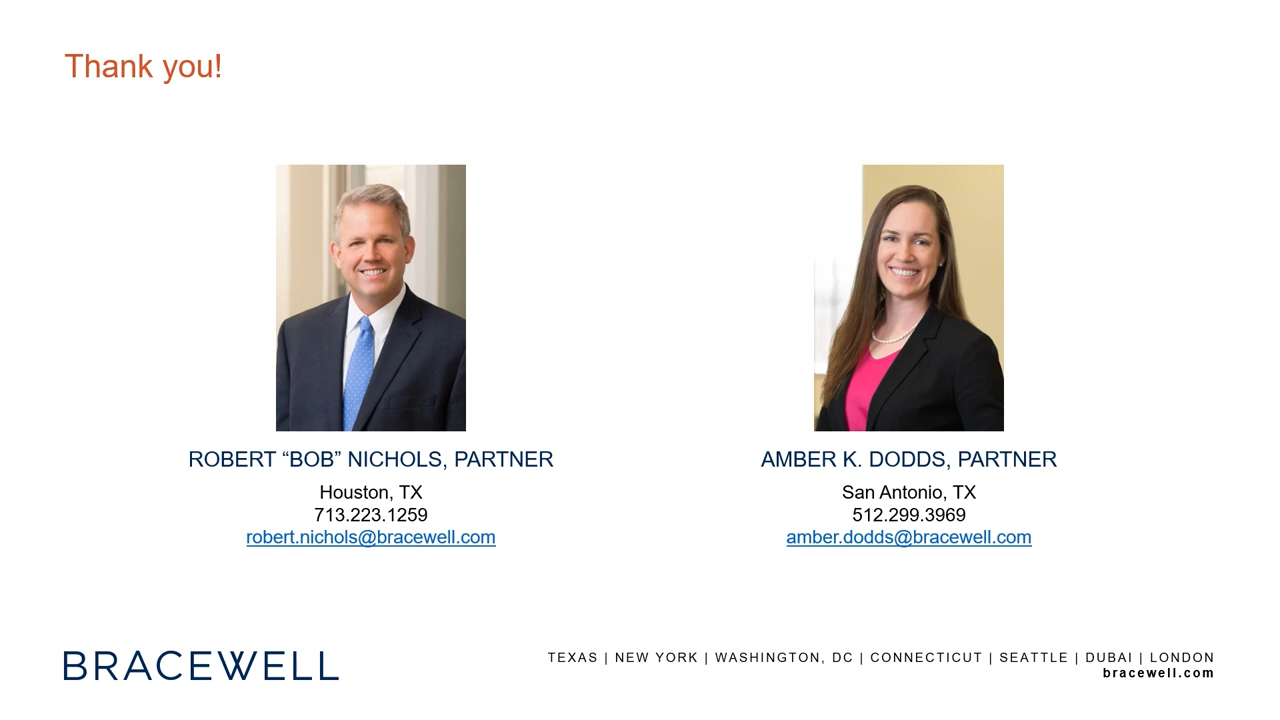 Thank you!
ROBERT “BOB” NICHOLS, PARTNER
Houston, TX
713.223.1259
robert.nichols@bracewell.com
AMBER K. DODDS, PARTNER
San Antonio, TX
512.299.3969
amber.dodds@bracewell.com
BRACEWELL
TEXAS | NEW YORK | WASHINGTON, DC | CONNECTICUT | SEATTLE | DUBAI | LONDON
bracewell.com